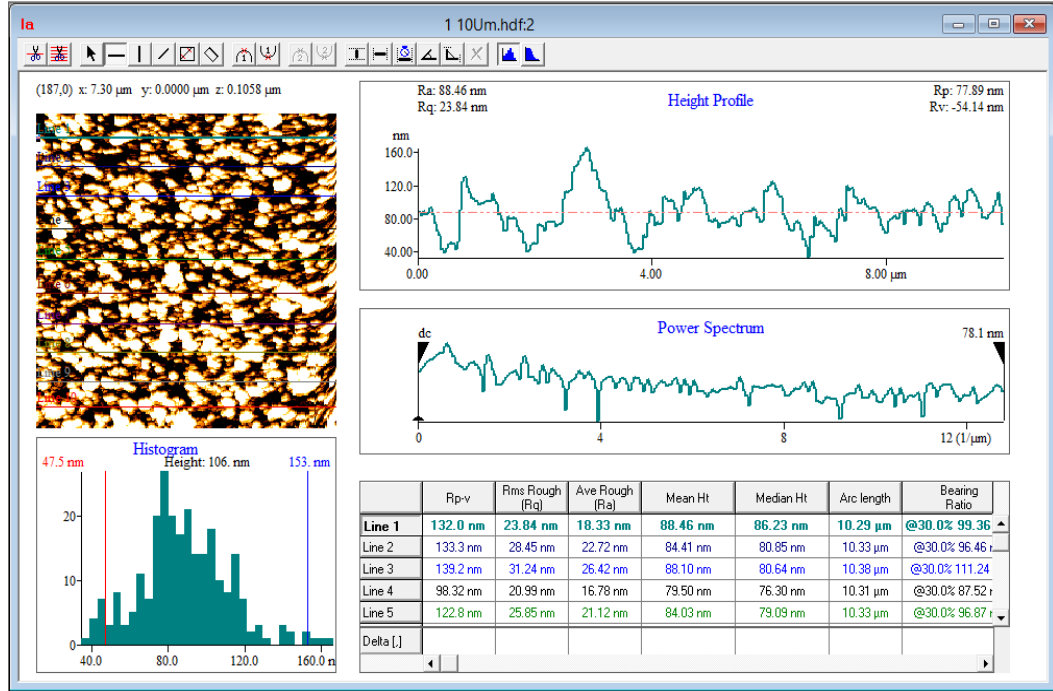 Ia
1 10Um.hdf:2
(187,0) x: 7.30 µm y: 0.0000 µm z: 0.1058 µm
Line 3
Histogram
47.5 nm Height: 106. nm 153. nm
20
10
0
40.0 80.0 120.0 160.0 n
Ra: 88.46 nm Height Profile Rp: 77.89 nm
Rq: 23.84 nm Rv: -54.14 nm
nm
160.0
120.0
80.00
40.00
0.00 4.00 8.00 µm
dc Power Spectrum 78.1 nm
0 4 8 12 (1/µm)
Rp-v Rms Rough (Rq) Ave Rough (Ra) Mean Ht Median Ht Arc length Bearing Ratio
Line 1 132.0 nm 23.84 nm 18.33 nm 88.46 nm 86.23 nm 10.29 µm @30.0% 99.36
Line 2 133.3 nm 28.45 nm 22.72 nm 84.41 nm 80.85 nm 10.33 µm @30.0% 96.46 r
Line 3 139.2 nm 31.24 nm 26.42 nm 88.10 nm 80.64 nm 10.38 µm @30.0% 111.24
Line 4 98.32 nm 20.99 nm 16.78 nm 79.50 nm 76.30 nm 10.31 µm @30.0% 87.52 r
Line 5 122.8 nm 25.85 nm 21.12 nm 84.03 nm 79.09 nm 10.33 µm @30.0% 96.87 r
Delta [,]